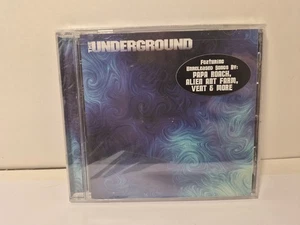 UNDERGROUND
FEATURING
UNRELEASED SONGS BY:
PAPA ROACH,
ALIEN ANT FARM,
VENT & MORE